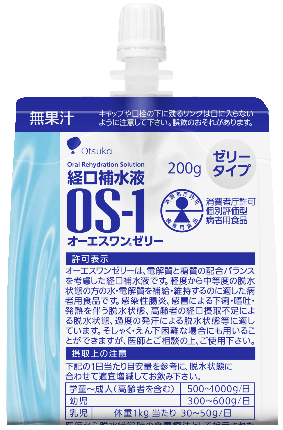 無果汁
キャップや口栓の下に残るリングは口に入らない
ように注意して下さい。誤飲のおそれがあります。
Otsuka
Oral Rehydration Solution
経口補水液
200g
ゼリー
タイプ
OS-1
オーエスワンゼリー
消費者庁許可
個別評価型
病者用食品
許可表示
オーエスワンゼリーは、電解質と糖質の配合バランス
を考慮した経口補水液です。軽度から中等度の脱水
状態の方の水・電解質を補給・維持するのに適した病
者用食品です。感染性腸炎、感冒による下痢・嘔吐・
発熱を伴う脱水状態、高齢者の経口摂取不足によ
る脱水状態、過度の発汗による脱水状態等に適し
ています。そしゃく・えん下困難な場合にも用いるこ
とができますが、医師とご相談の上、ご使用下さい。
摂取上の注意
下記の1日当たり目安量を参考に、脱水状態に
合わせて適宜増減してお飲み下さい。
学童〜成人(高齢者を含む) 500〜1000g/日
幼児 300〜600g/日
乳児 体重1kg当たり 30〜50g/日